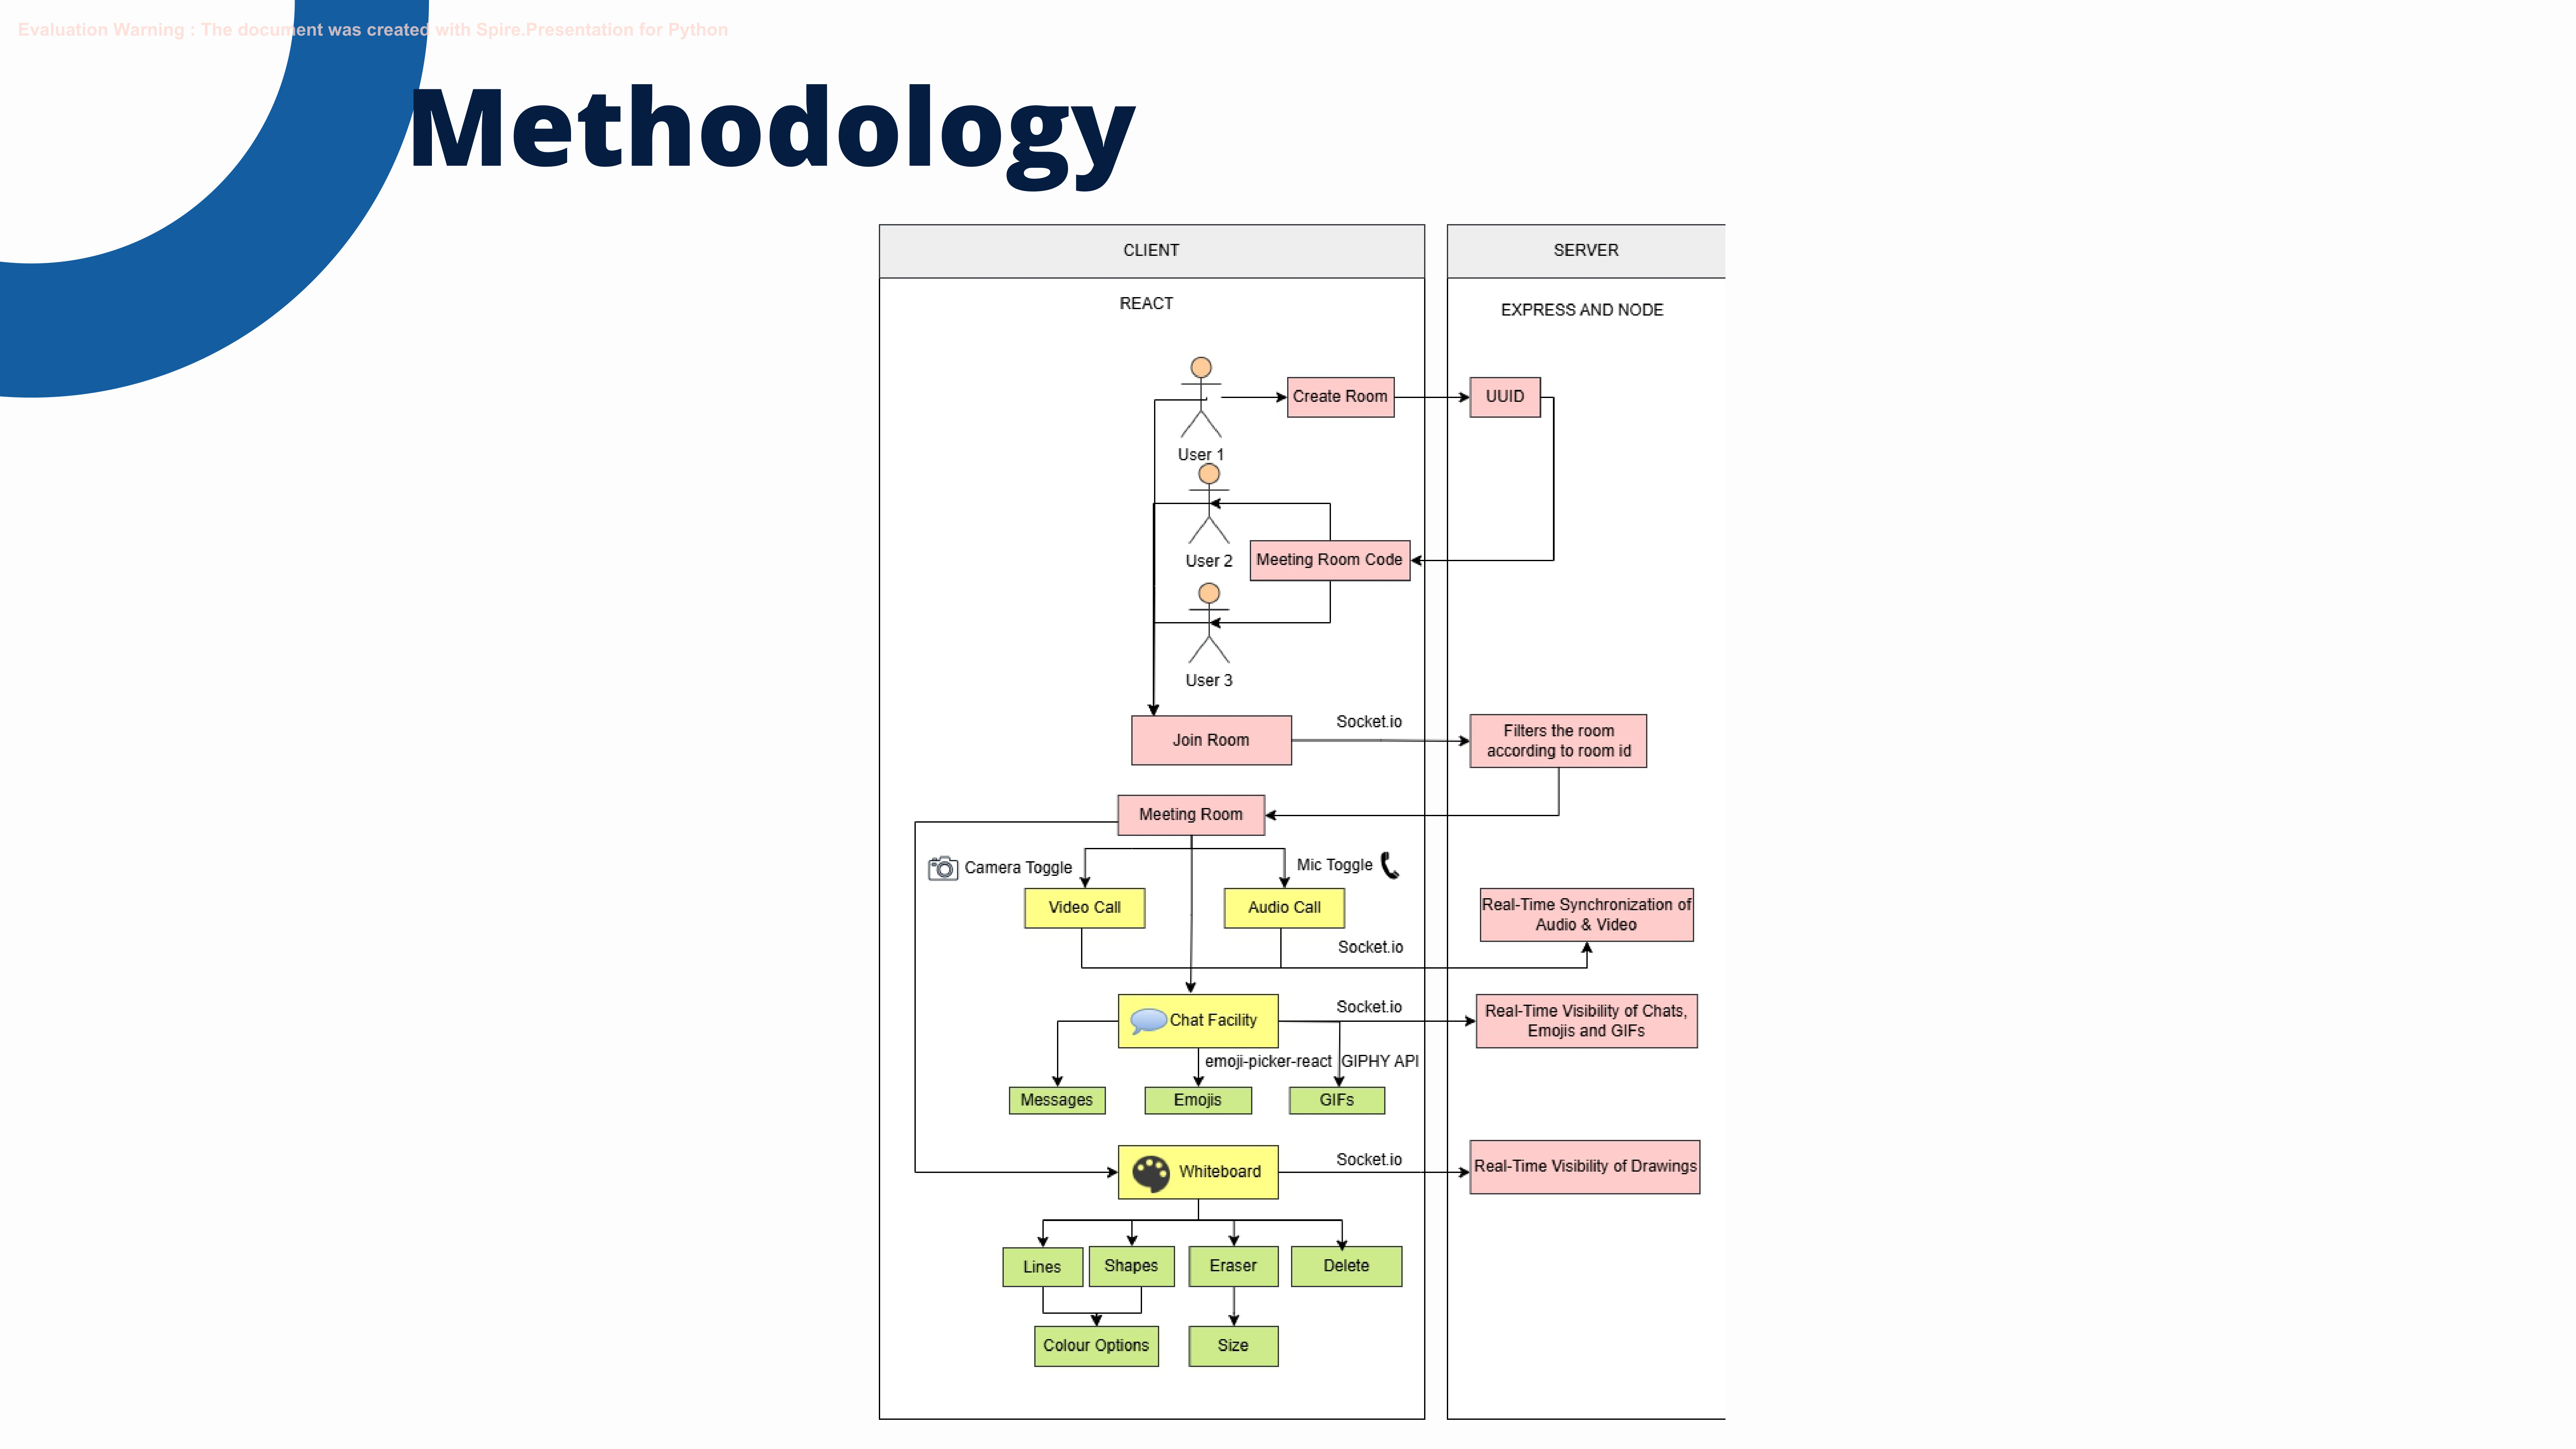 Evaluation Warning : The document was created with Spire.Presentation for Python
Methodology
CLIENT
SERVER
REACT
EXPRESS AND NODE
Create Room
UUID
User 1
User 2
Meeting Room Code
User 3
Join Room
Socket.io
Filters the room
according to room id
Meeting Room
Camera Toggle
Mic Toggle
Video Call
Audio Call
Real-Time Synchronization of
Audio & Video
Socket.io
Chat Facility
Socket.io
Real-Time Visibility of Chats,
Emojis and GIFs
emoji-picker-react
GIPHY API
Messages
Emojis
GIFs
Whiteboard
Socket.io
Real-Time Visibility of Drawings
Lines
Shapes
Eraser
Delete
Colour Options
Size